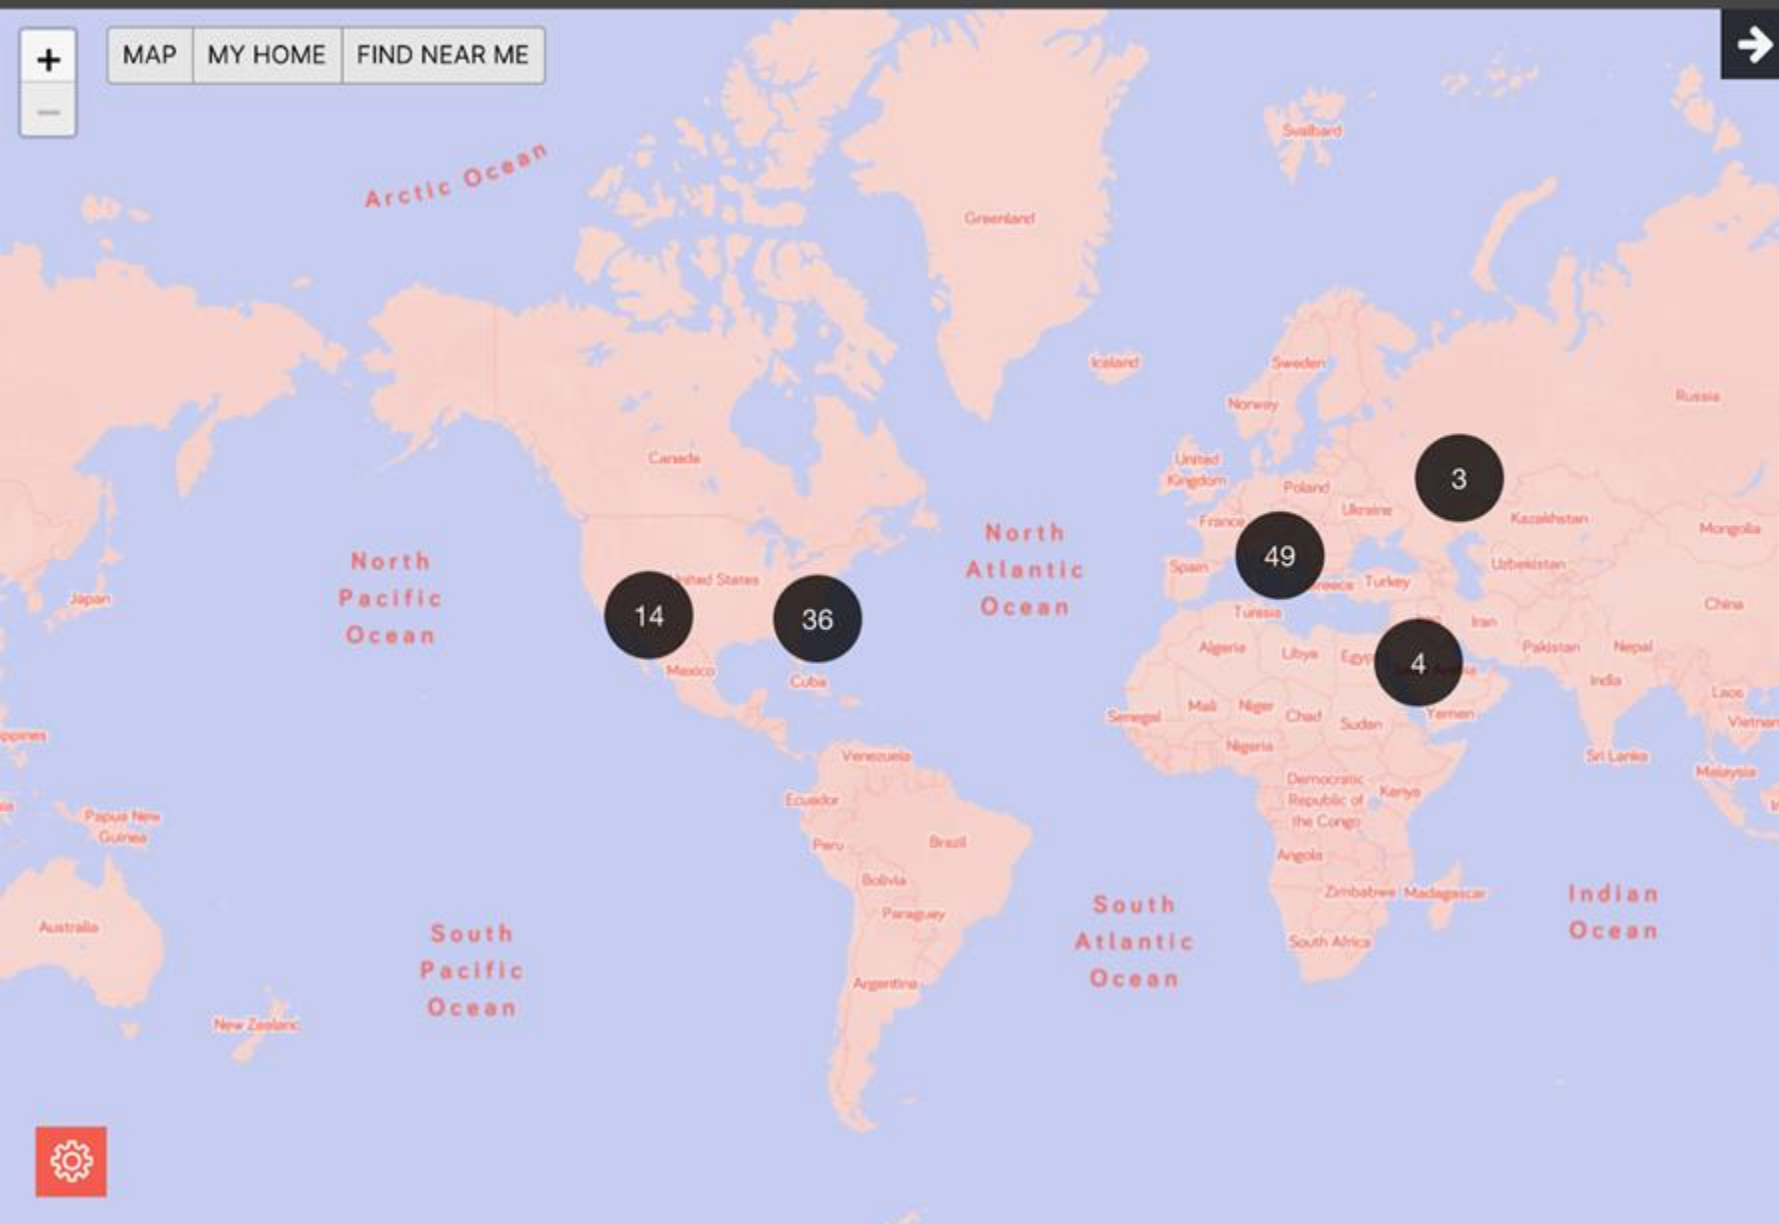 +
MAP
MY HOME
FIND NEAR ME
−
Arctic Ocean
Svalbard
Greenland
Iceland
Sweden
Norway
Russia
Canada
United
Kingdom
Poland
3
Ukraine
France
Kazakhstan
Mongolia
North
Atlantic
Ocean
49
North
Pacific
Ocean
Spain
Uzbekistan
Turkey
United States
Japan
China
14
36
Tunisia
Iran
Algeria
Libya
Egypt
4
Pakistan
Nepal
Mexico
Cuba
India
Laos
Senegal
Mali
Niger
Chad
Sudan
Yemen
Vietnam
Nigeria
Venezuela
Sri Lanka
Malaysia
Democratic
Republic of
the Congo
Kenya
Ecuador
Papua New
Guinea
Peru
Brazil
Angola
Bolivia
Zimbabwe
Madagascar
Indian
Ocean
South
Atlantic
Ocean
Paraguay
Australia
South
Pacific
Ocean
South Africa
Argentina
New Zealand